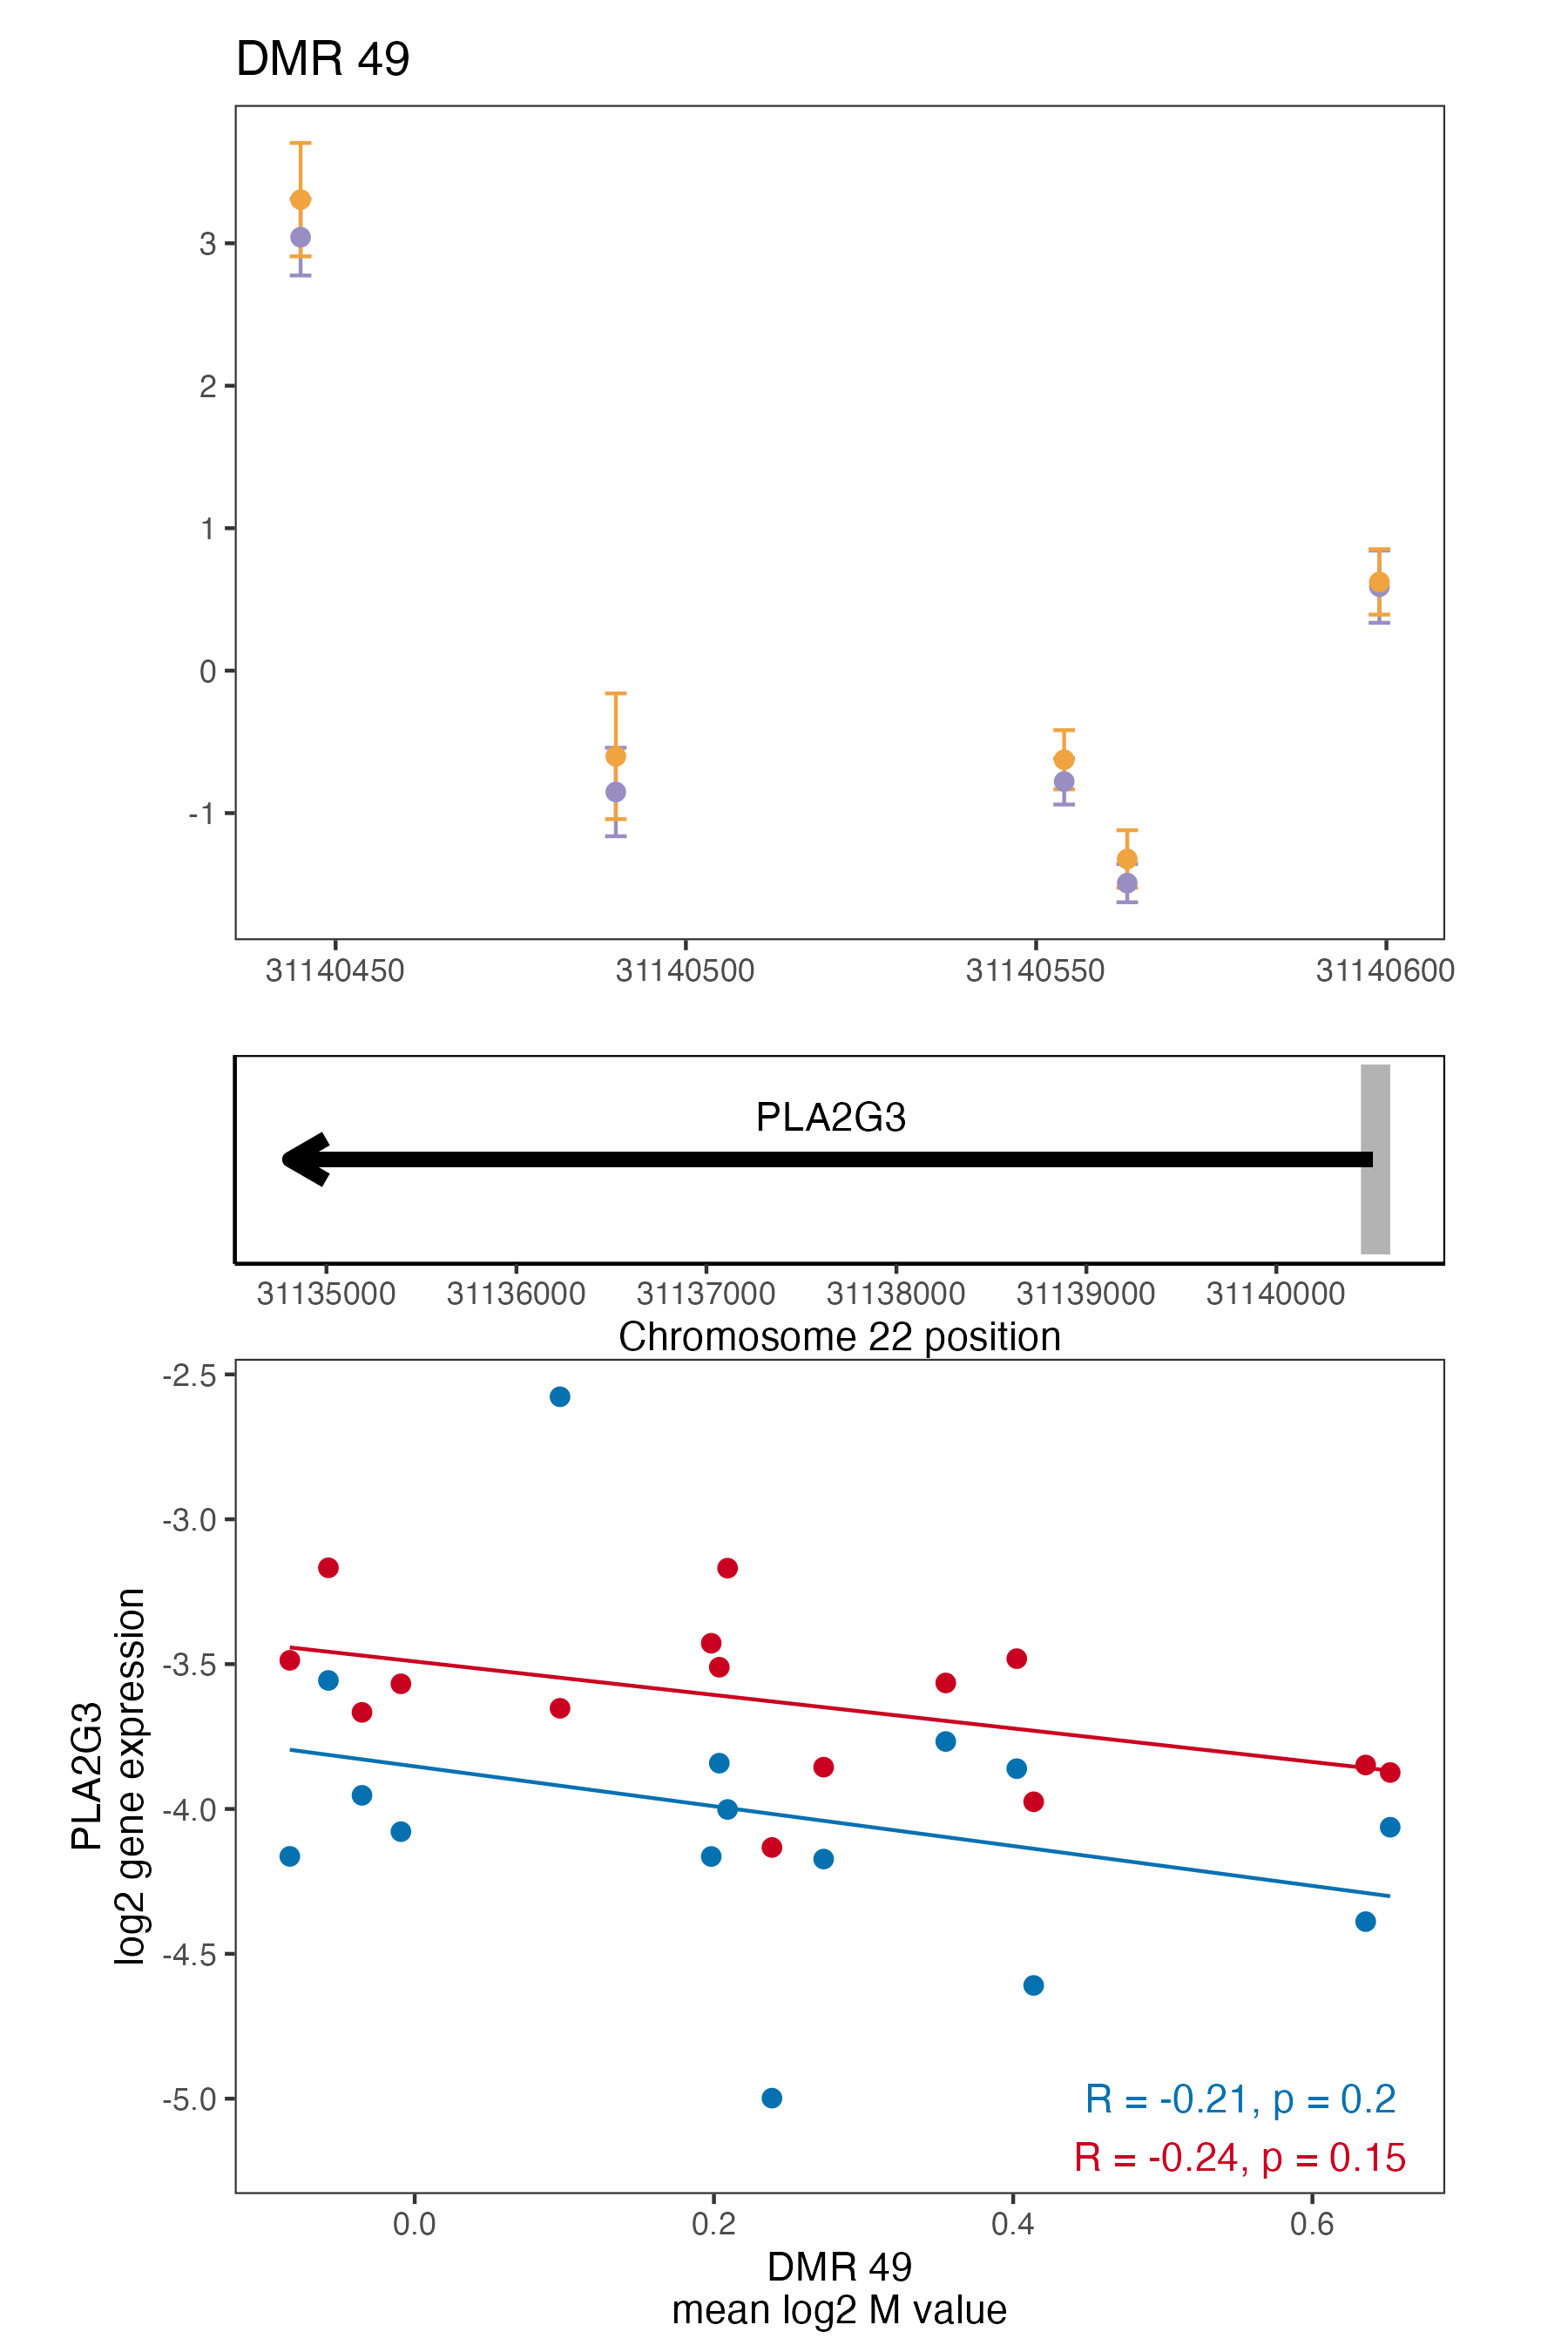 DMR 49
3
2
1
0
-1
31140450 31140500 31140550 31140600
PLA2G3
31135000 31136000 31137000 31138000 31139000 31140000
Chromosome 22 position
PLA2G3
log2 gene expression
-2.5
-3.0
-3.5
-4.0
-4.5
-5.0
R = -0.21, p = 0.2
R = -0.24, p = 0.15
0.0 0.2 0.4 0.6
DMR 49
mean log2 M value